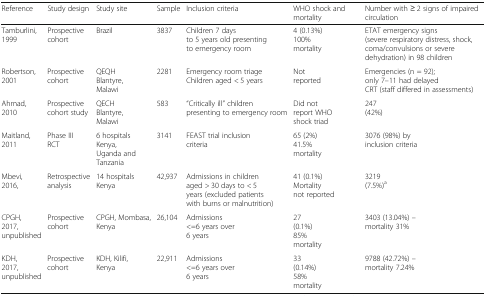 Reference Study design Study site Sample Inclusion criteria WHO shock and mortality Number with ≥ 2 signs of impaired circulation
Tamburlini, 1999 Prospective cohort Brazil 3837 Children 7 days to 5 years old presenting to emergency room 4 (0.13%) 100% mortality ETAT emergency signs (severe respiratory distress, shock, coma/convulsions or severe dehydration) in 98 children
Robertson, 2001 Prospective cohort QEQH Blantyre, Malawi 2281 Emergency room triage Children aged < 5 years Not reported Emergencies (n = 92); only 7–11 had delayed CRT (staff differed in assessments)
Ahmad, 2010 Prospective cohort study QECH Blantyre, Malawi 583 "Critically ill" children presenting to emergency room Did not report WHO shock triad 247 (42%)
Maitland, 2011 Phase III RCT 6 hospitals Kenya, Uganda and Tanzania 3141 FEAST trial inclusion criteria 65 (2%) 41.5% mortality 3076 (98%) by inclusion criteria
Mbevi, 2016, Retrospective analysis 14 hospitals Kenya 42,937 Admissions in children aged > 30 days to < 5 years (excluded patients with burns or malnutrition) 41 (0.1%) Mortality not reported 3219 (7.5%)a
CPGH, 2017, unpublished Prospective cohort CPGH, Mombasa, Kenya 26,104 Admissions <=6 years over 6 years 27 (0.1%) 85% mortality 3403 (13.04%) – mortality 31%
KDH, 2017, unpublished Prospective cohort KDH, Kilifi, Kenya 22,911 Admissions <=6 years over 6 years 33 (0.14%) 58% mortality 9788 (42.72%) – mortality 7.24%